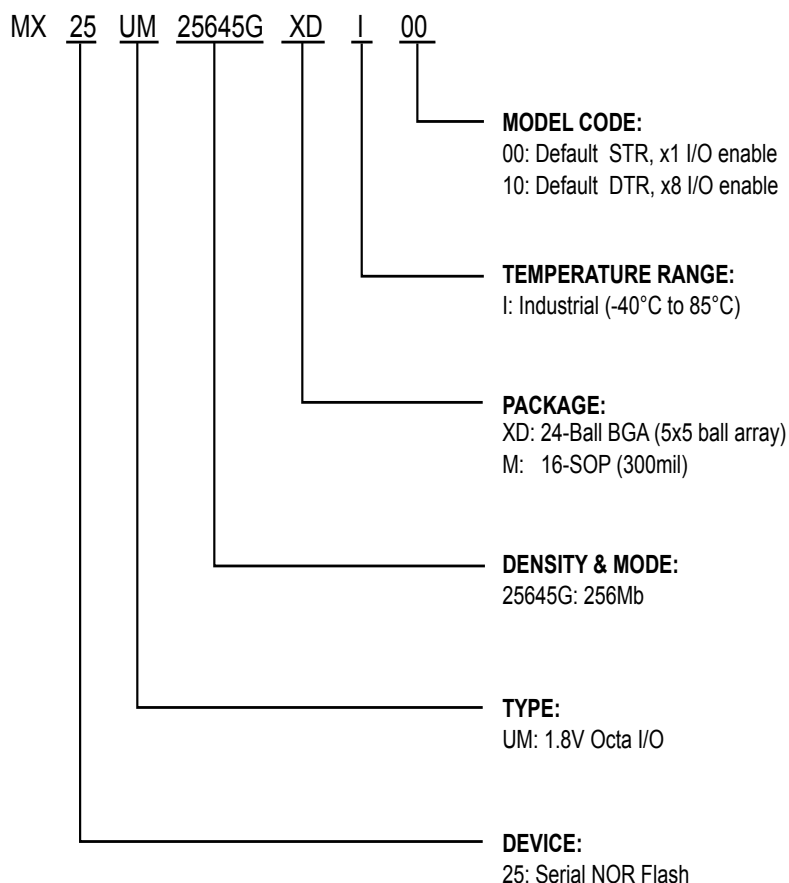 MX 25 UM 25645G XD I 00
MODEL CODE:
00: Default STR, x1 I/O enable
10: Default DTR, x8 I/O enable
TEMPERATURE RANGE:
I: Industrial (-40°C to 85°C)
PACKAGE:
XD: 24-Ball BGA (5x5 ball array)
M: 16-SOP (300mil)
DENSITY & MODE:
25645G: 256Mb
TYPE:
UM: 1.8V Octa I/O
DEVICE:
25: Serial NOR Flash